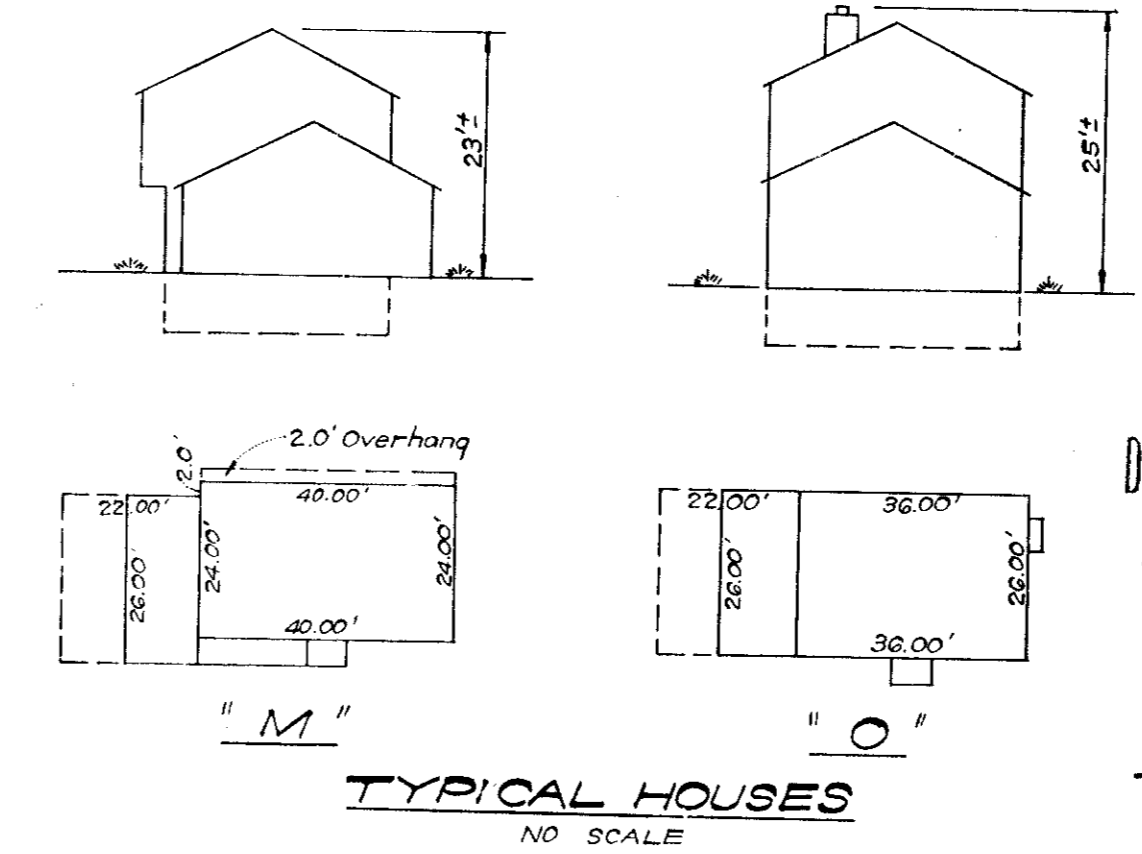 23'±
25'±
2.0' Overhang
2.0'
40.00'
22.00'
24.00'
26.00'
24.00'
40.00'
22.00'
36.00'
26.00'
26.00'
36.00'
" M "
" O "
TYPICAL HOUSES
NO SCALE